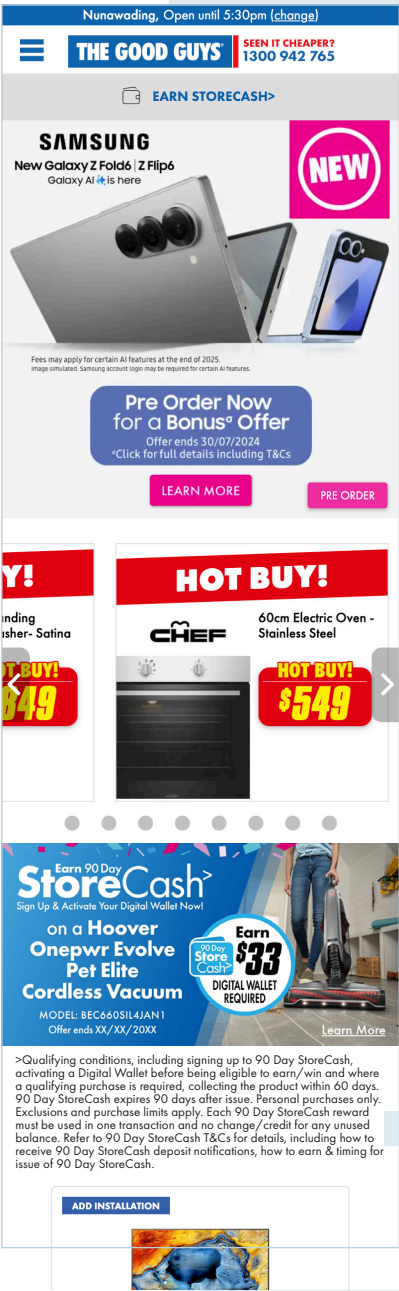 Nunawading, Open until 5:30pm (change)
THE GOOD GUYS
SEEN IT CHEAPER?
1300 942 765
EARN STORECASH>
SAMSUNG
New Galaxy Z Fold6 | Z Flip6
Galaxy AI is here
NEW
Fees may apply for certain AI features at the end of 2025.
Image simulated. Samsung account login may be required for certain AI features.
Pre Order Now
for a Bonusᵃ Offer
Offer ends 30/07/2024
ᵃClick for full details including T&Cs
LEARN MORE
PRE ORDER
Y!
nding
sher- Satina
OT BUY!
849
HOT BUY!
CHEF
60cm Electric Oven -
Stainless Steel
HOT BUY!
$549
Earn 90 Day
StoreCash>
Sign Up & Activate Your Digital Wallet Now!
on a Hoover
Onepwr Evolve
Pet Elite
Cordless Vacuum
MODEL: BEC660SIL4JAN1
Offer ends XX/XX/20XX
90 Day
Store
Cash>
Earn
$33
DIGITAL WALLET
REQUIRED
Learn More
>Qualifying conditions, including signing up to 90 Day StoreCash,
activating a Digital Wallet before being eligible to earn/win and where
a qualifying purchase is required, collecting the product within 60 days.
90 Day StoreCash expires 90 days after issue. Personal purchases only.
Exclusions and purchase limits apply. Each 90 Day StoreCash reward
must be used in one transaction and no change/credit for any unused
balance. Refer to 90 Day StoreCash T&Cs for details, including how to
receive 90 Day StoreCash deposit notifications, how to earn & timing for
issue of 90 Day StoreCash.
ADD INSTALLATION